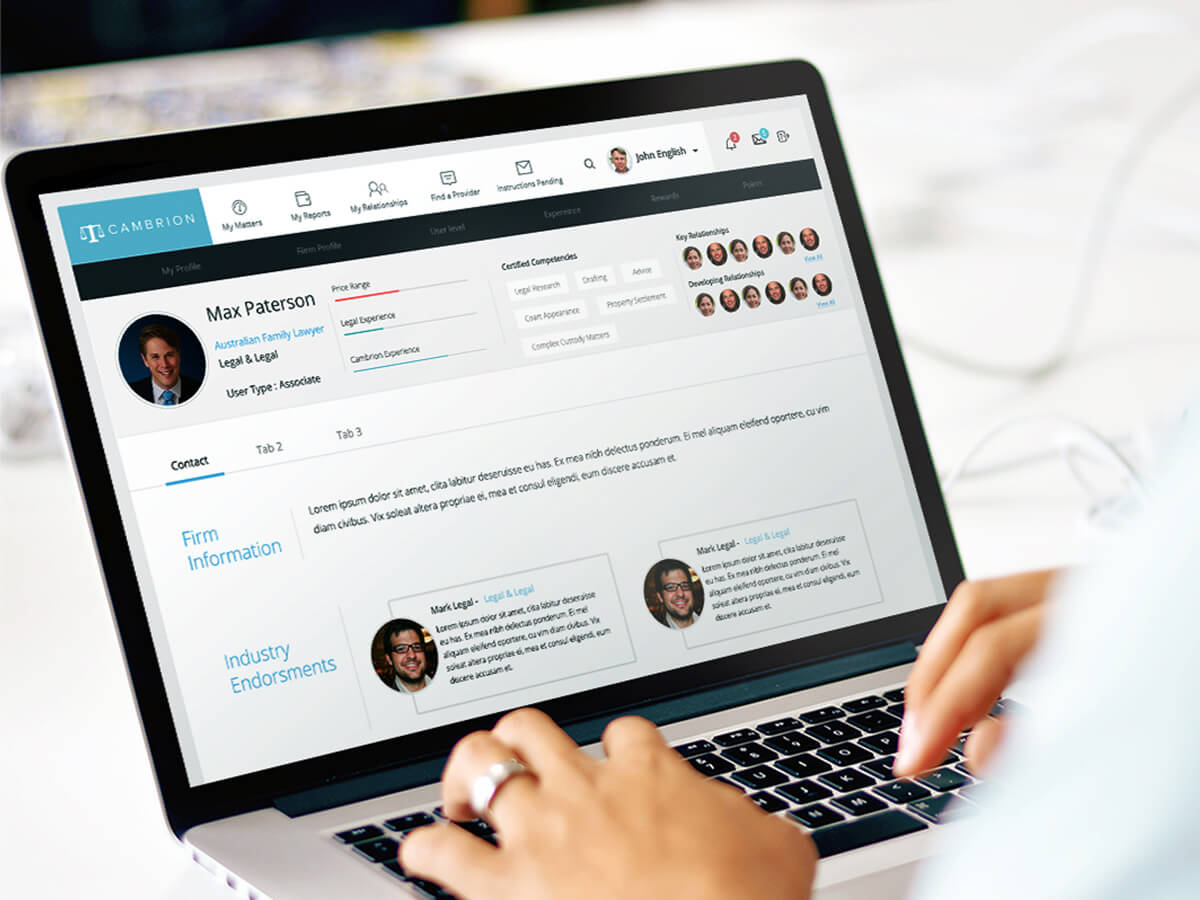 CAMBRION
My Matters
My Reports
My Relationships
Find a Provider
Instructions Pending
John English
My Profile
Firm Profile
User level
Experience
Rewards
Points
Max Paterson
Australian Family Lawyer
Legal & Legal
User Type : Associate
Price Range
Legal Experience
Cambrion Experience
Certified Competencies
Legal Research
Drafting
Advice
Coart Appearance
Property Settlement
Complex Custody Matters
Key Relationships
View All
Developing Relationships
View All
Contact
Tab 2
Tab 3
Firm
Information
Lorem ipsum dolor sit amet, clita labitur deseruisse eu has. Ex mea nibh delectus ponderum. Ei mel aliquam eleifend oportere, cu vim
diam civibus. Vix soleat altera propriae ei, mea et consul eligendi, eum discere accusam et.
Industry
Endorsments
Mark Legal - Legal & Legal
Lorem ipsum dolor sit amet, clita labitur deseruisse
eu has. Ex mea nibh delectus ponderum. Ei mel
aliquam eleifend oportere, cu vim diam civibus. Vix
soleat altera propriae ei, mea et consul eligendi, eum
discere accusam et.
Mark Legal - Legal & Legal
Lorem ipsum dolor sit amet, clita labitur deseruisse
eu has. Ex mea nibh delectus ponderum. Ei mel
aliquam eleifend oportere, cu vim diam civibus. Vix
soleat altera propriae ei, mea et consul eligendi, eum
discere accusam et.